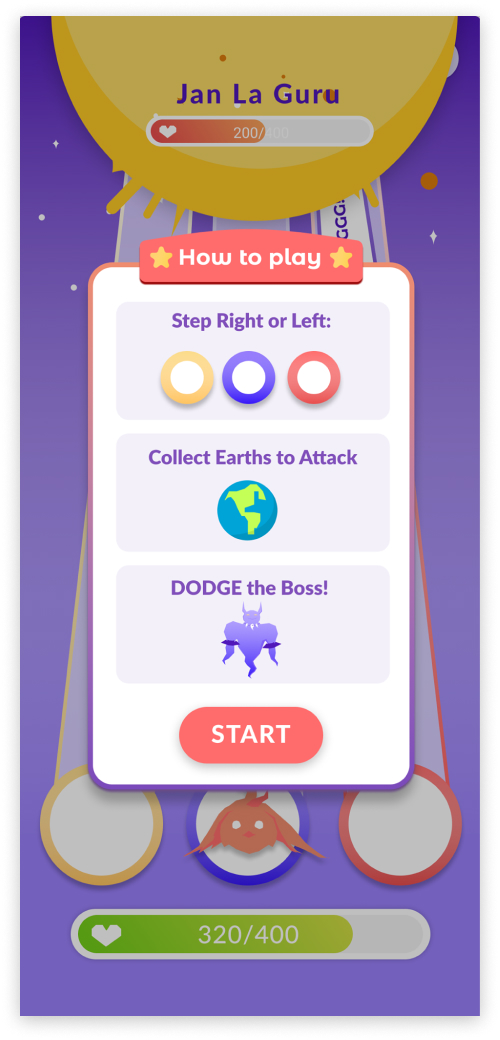 Jan La Guru
200/400
GGG!
How to play
Step Right or Left:
Collect Earths to Attack
DODGE the Boss!
START
320/400